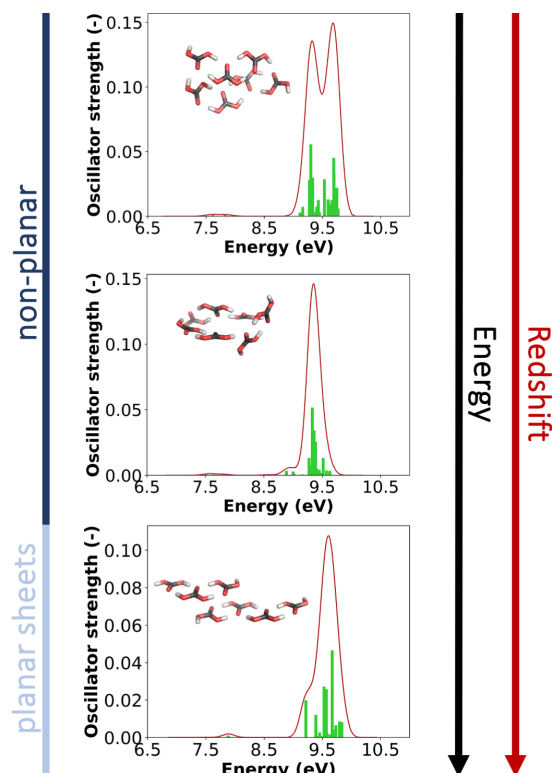 non-planar
planar sheets
Oscillator strength (-)
0.15
0.10
0.05
0.00
6.5 7.5 8.5 9.5 10.5
Energy (eV)
Oscillator strength (-)
0.15
0.10
0.05
0.00
6.5 7.5 8.5 9.5 10.5
Energy (eV)
Oscillator strength (-)
0.10
0.08
0.06
0.04
0.02
0.00
6.5 7.5 8.5 9.5 10.5
Energy (eV)
Energy
Redshift